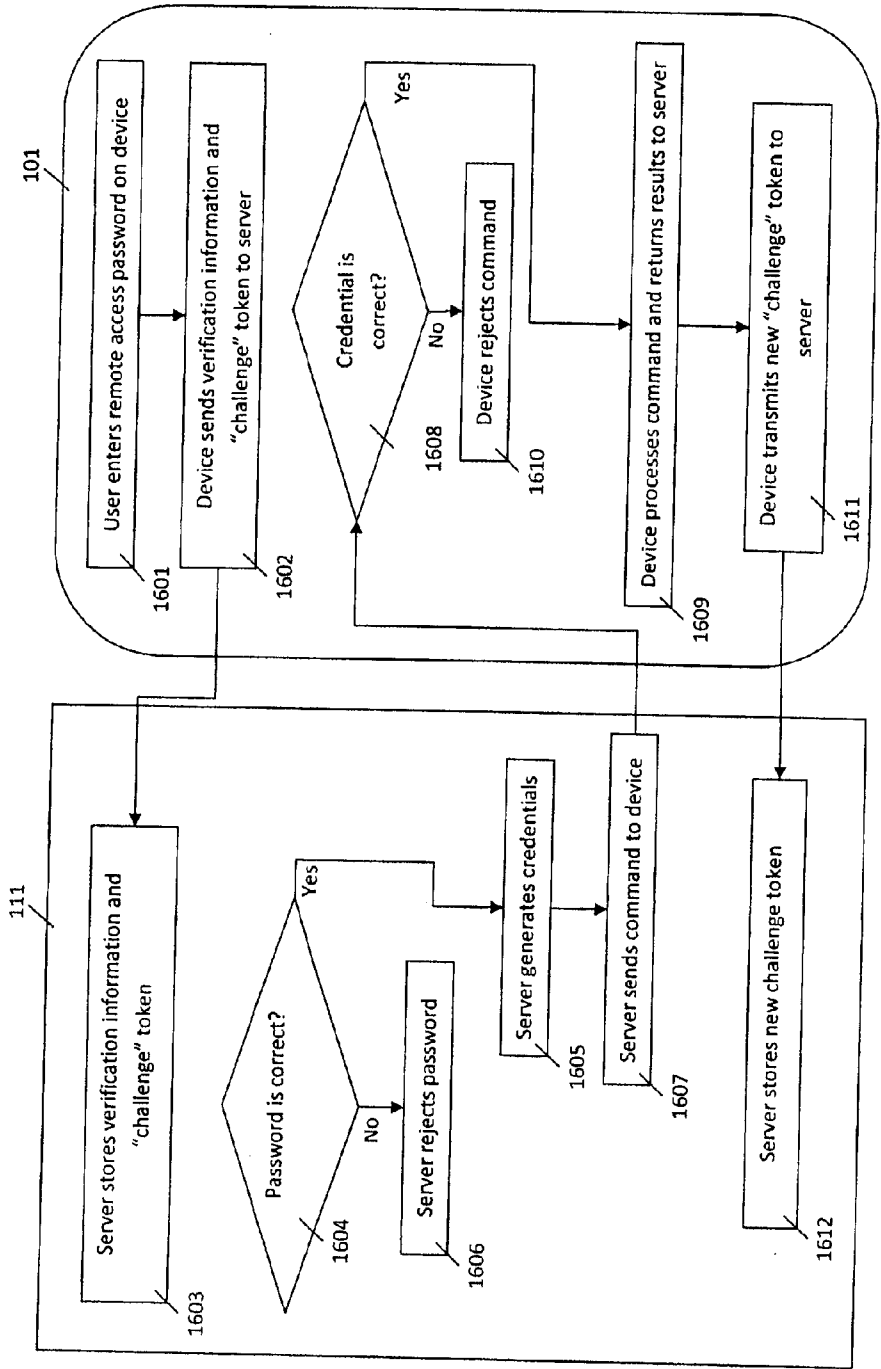 111
Server stores verification information and
“challenge” token
1603
Password is correct?
1604
Yes
No
Server rejects password
1606
Server generates credentials
1605
Server sends command to device
1607
Server stores new challenge token
1612
101
User enters remote access password on device
1601
Device sends verification information and
“challenge” token to server
1602
Credential is
correct?
1608
Yes
No
Device rejects command
1610
Device processes command and returns results to server
1609
Device transmits new “challenge” token to
server
1611